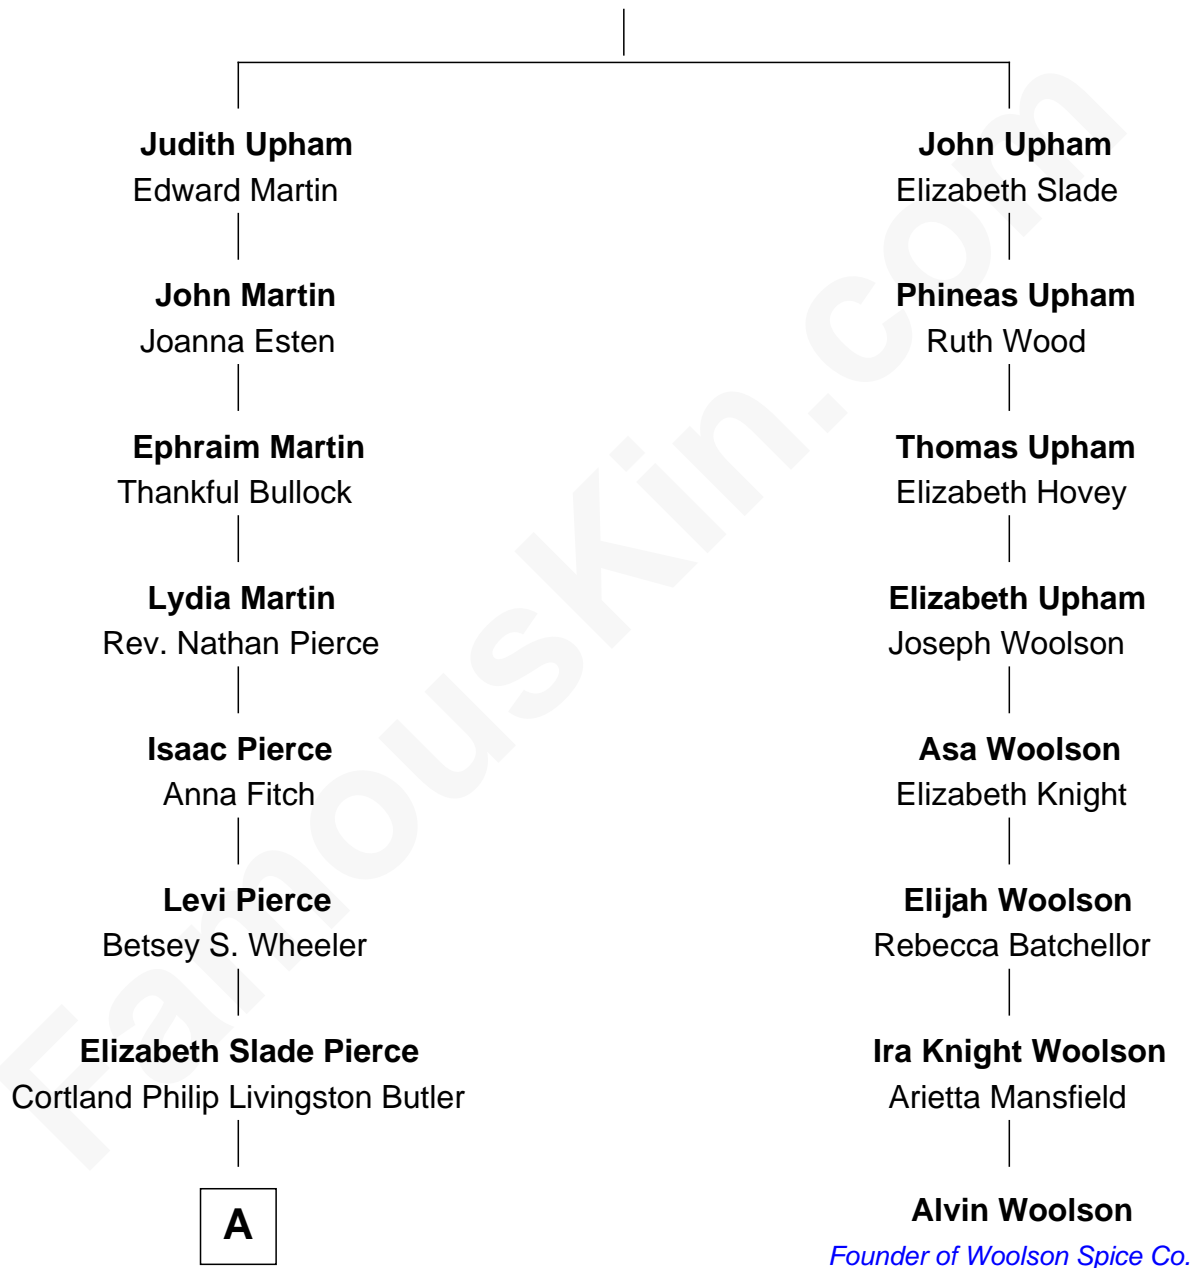 Judith Upham
Edward Martin
John Martin
Joanna Esten
Ephraim Martin
Thankful Bullock
Lydia Martin
Rev. Nathan Pierce
Isaac Pierce
Anna Fitch
Levi Pierce
Betsey S. Wheeler
Elizabeth Slade Pierce
Cortland Philip Livingston Butler
A
John Upham
Elizabeth Slade
Phineas Upham
Ruth Wood
Thomas Upham
Elizabeth Hovey
Elizabeth Upham
Joseph Woolson
Asa Woolson
Elizabeth Knight
Elijah Woolson
Rebecca Batchellor
Ira Knight Woolson
Arietta Mansfield
Alvin Woolson
Founder of Woolson Spice Co.
FamousKin.com